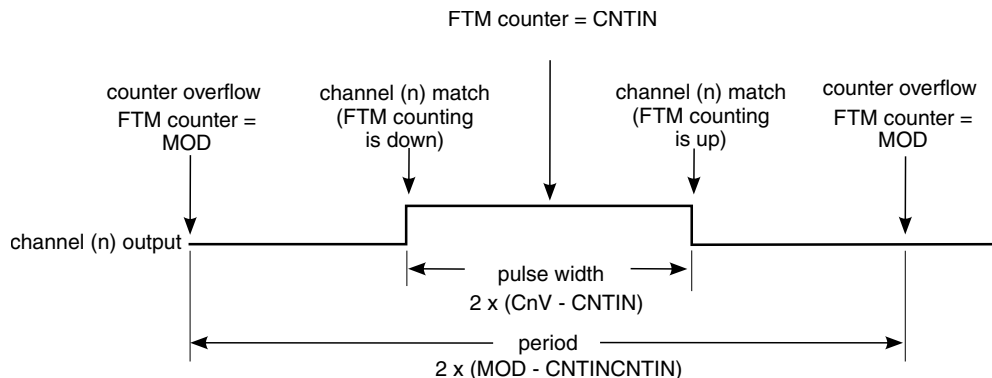 FTM counter = CNTIN
counter overflow
FTM counter =
MOD
channel (n) match
(FTM counting
is down)
channel (n) match
(FTM counting
is up)
counter overflow
FTM counter =
MOD
channel (n) output
pulse width
2 x (CnV - CNTIN)
period
2 x (MOD - CNTINCNTIN)